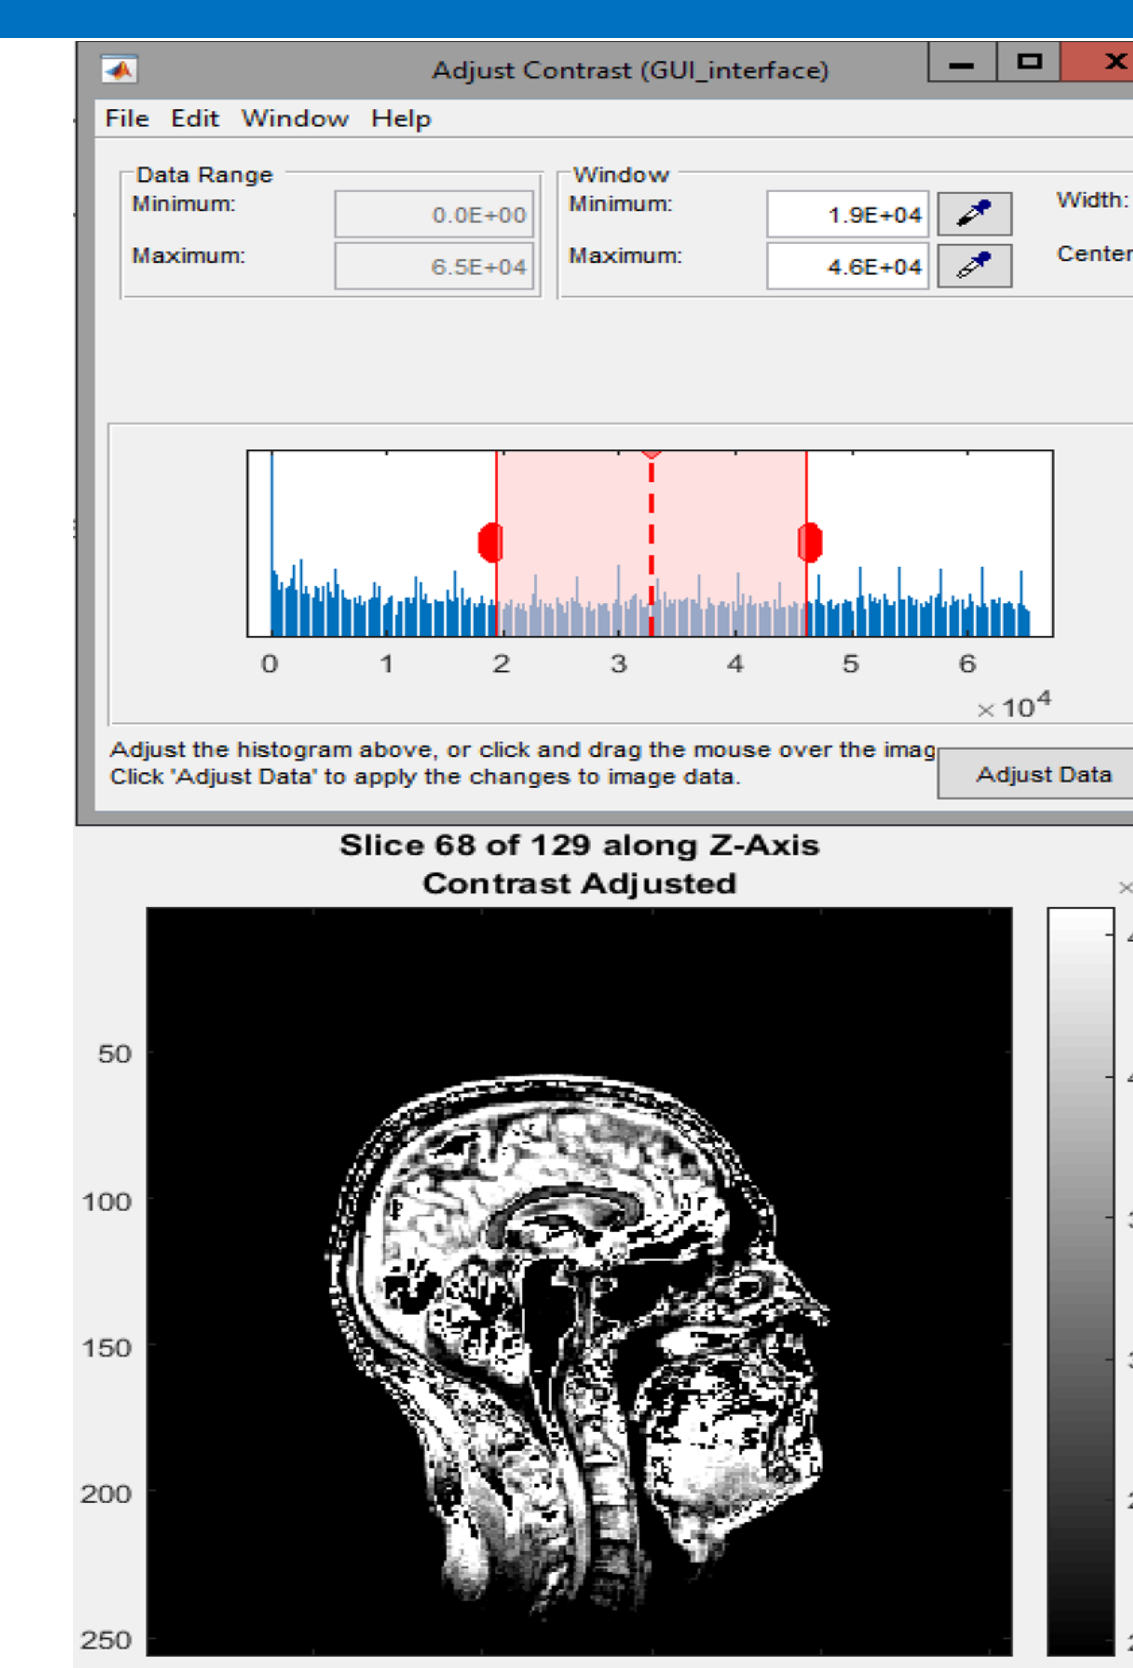 Adjust Contrast (GUI_interface)
File Edit Window Help
Data Range
Minimum: 0.0E+00
Maximum: 6.5E+04
Window
Minimum: 1.9E+04
Maximum: 4.6E+04
Width:
Center
0 1 2 3 4 5 6
× 10^4
Adjust the histogram above, or click and drag the mouse over the imag
Click 'Adjust Data' to apply the changes to image data.
Adjust Data
Slice 68 of 129 along Z-Axis
Contrast Adjusted
×
50
100
150
200
250